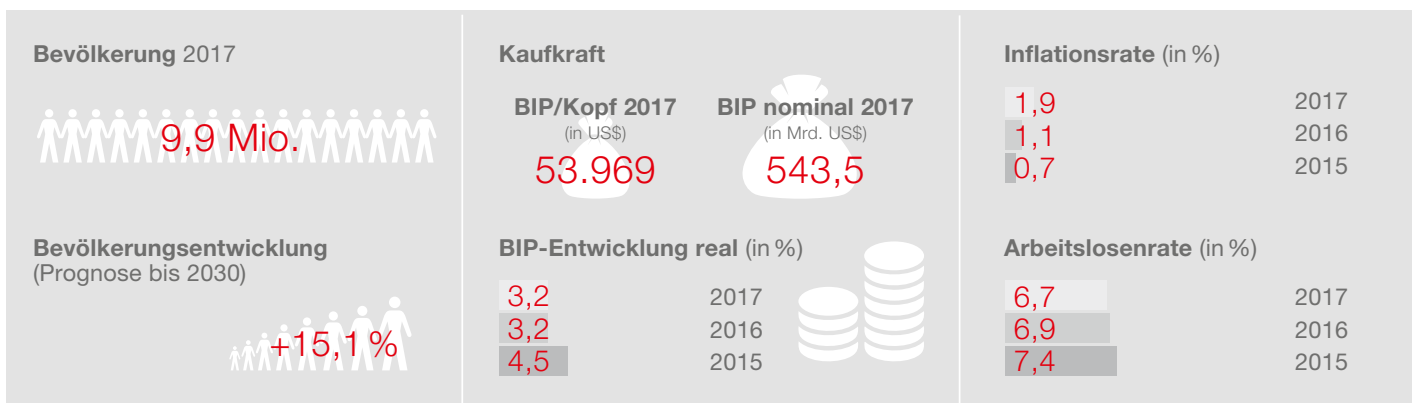 Bevölkerung 2017
9,9 Mio.
Bevölkerungsentwicklung
(Prognose bis 2030)
+15,1 %
Kaufkraft
BIP/Kopf 2017
(in US$)
53.969
BIP nominal 2017
(in Mrd. US$)
543,5
BIP-Entwicklung real (in %)
3,2 2017
3,2 2016
4,5 2015
Inflationsrate (in %)
1,9 2017
1,1 2016
0,7 2015
Arbeitslosenrate (in %)
6,7 2017
6,9 2016
7,4 2015